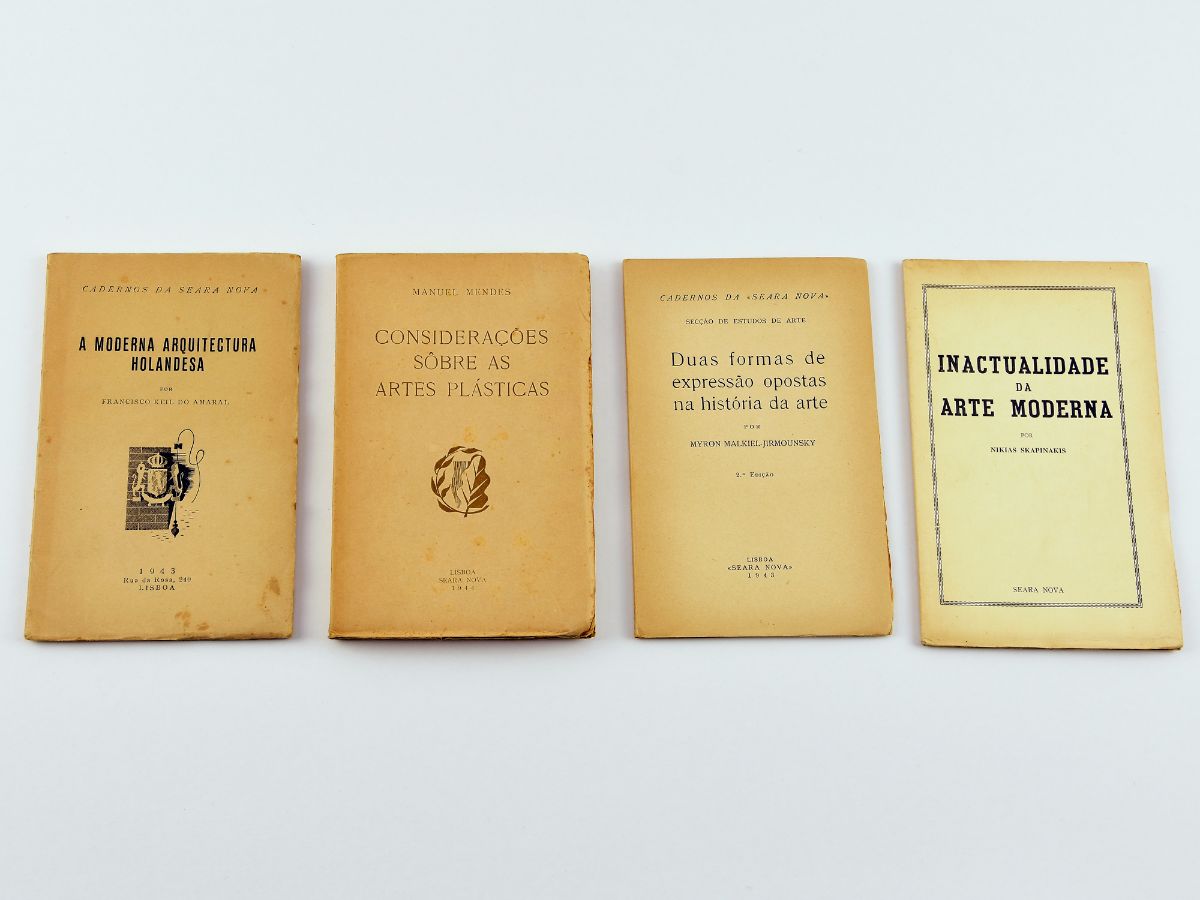 CADERNOS DA SEARA NOVA
A MODERNA ARQUITECTURA
HOLANDESA
POR
FRANCISCO KEIL DO AMARAL
1943
Rua da Rosa, 240
LISBOA
MANUEL MENDES
CONSIDERAÇÕES
SÔBRE AS
ARTES PLÁSTICAS
LISBOA
SEARA NOVA
1944
CADERNOS DA «SEARA NOVA»
SECÇÃO DE ESTUDOS DE ARTE
Duas formas de
expressão opostas
na história da arte
POR
MYRON MALKIEL-JIRMOUNSKY
2.ª Edição
LISBOA
«SEARA NOVA»
1943
INACTUALIDADE
DA
ARTE MODERNA
POR
NIKIAS SKAPINAKIS
SEARA NOVA